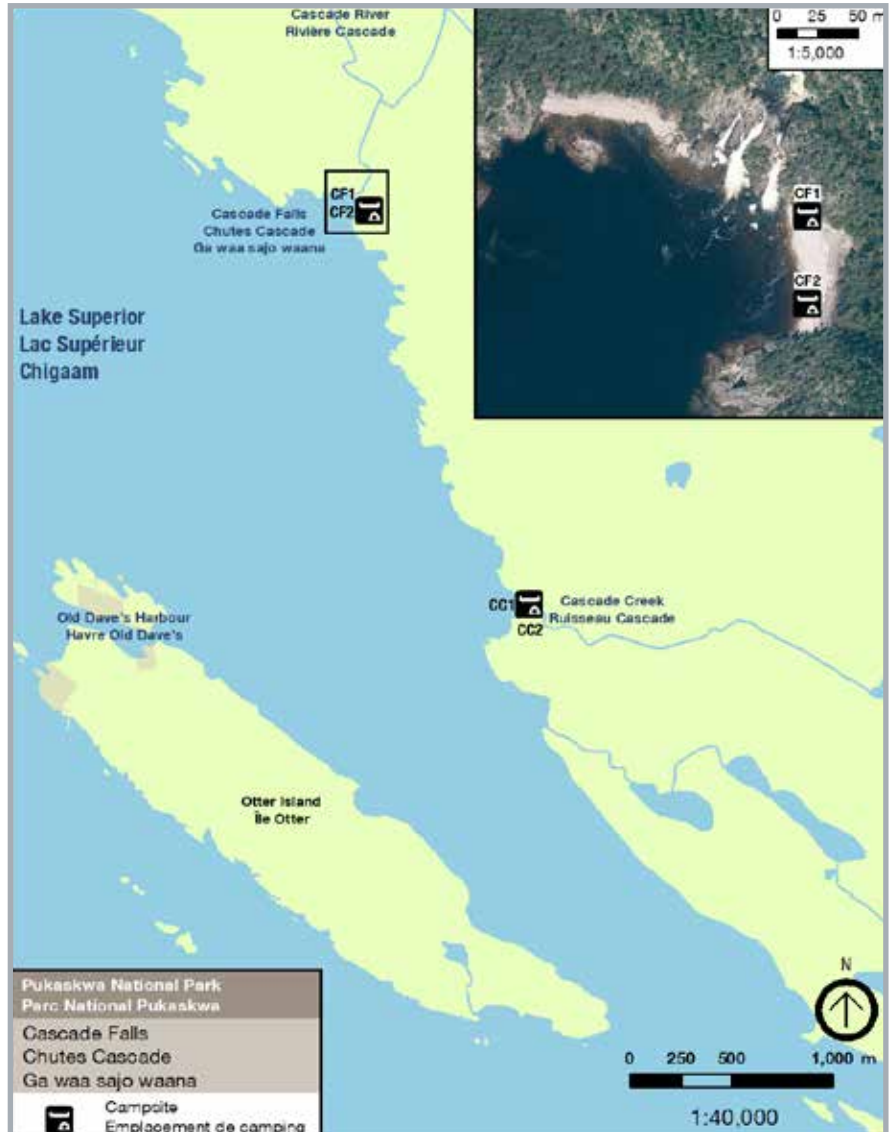 Cascade River
Rivière Cascade
0 25 50 m
1:5,000
CF1
CF2
CF1
CF2
Cascade Falls
Chutes Cascade
Ga waa sajo waana
Lake Superior
Lac Supérieur
Chigaam
Old Dave's Harbour
Havre Old Dave's
CC1
CC2
Cascade Creek
Ruisseau Cascade
Otter Island
Île Otter
N
0 250 500 1,000 m
1:40,000
Pukaskwa National Park
Parc National Pukaskwa
Cascade Falls
Chutes Cascade
Ga waa sajo waana
Campsite
Emplacement de camping